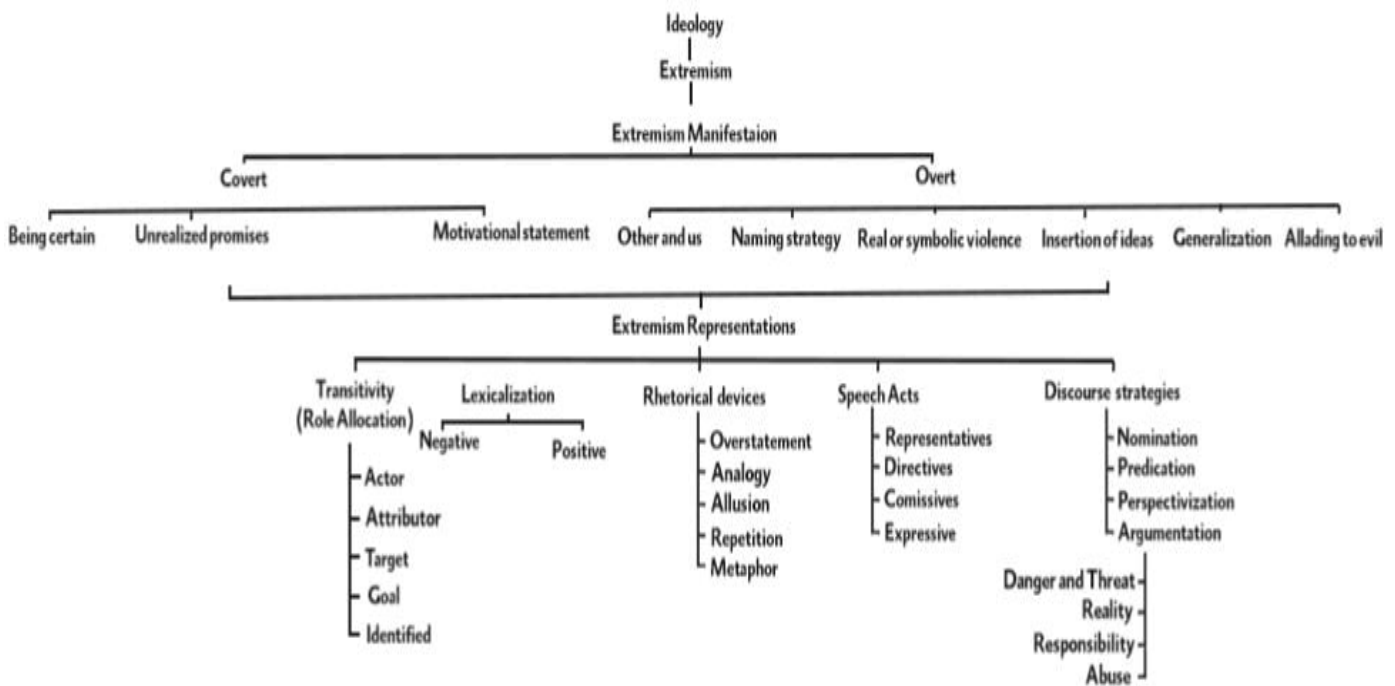 Ideology
Extremism
Extremism Manifestaion
Covert
Overt
Being certain
Unrealized promises
Motivational statement
Other and us
Naming strategy
Real or symbolic violence
Insertion of ideas
Generalization
Allading to evil
Extremism Representations
Transitivity
(Role Allocation)
Actor
Attributor
Target
Goal
Identified
Lexicalization
Negative
Positive
Rhetorical devices
Overstatement
Analogy
Allusion
Repetition
Metaphor
Speech Acts
Representatives
Directives
Comissives
Expressive
Discourse strategies
Nomination
Predication
Perspectivization
Argumentation
Danger and Threat
Reality
Responsibility
Abuse